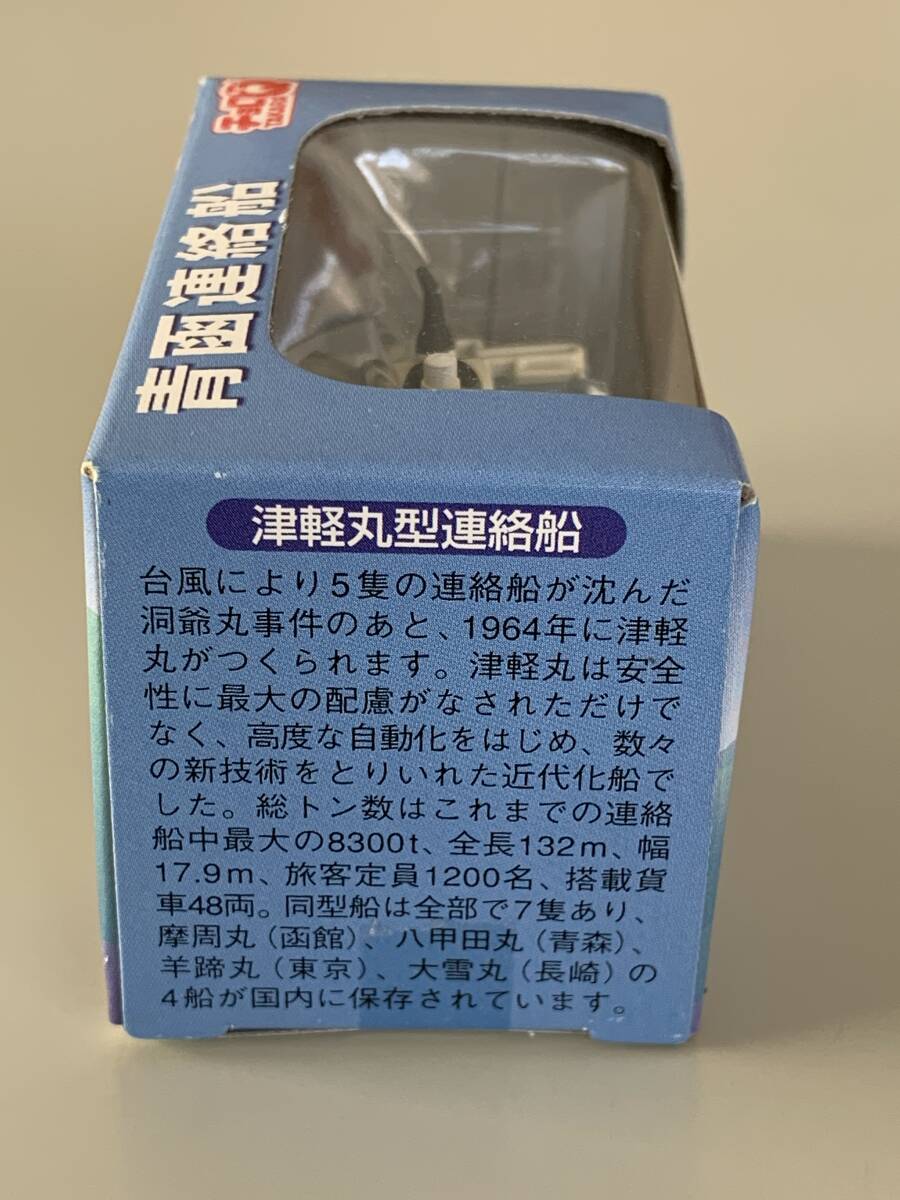 チョロQ
青函連絡船
津軽丸型連絡船
台風により5隻の連絡船が沈んだ
洞爺丸事件のあと、1964年に津軽
丸がつくられます。津軽丸は安全
性に最大の配慮がなされただけで
なく、高度な自動化をはじめ、数々
の新技術をとりいれた近代化船で
した。総トン数はこれまでの連絡
船中最大の8300t、全長132m、幅
17.9m、旅客定員1200名、搭載貨
車48両。同型船は全部で7隻あり、
摩周丸(函館)、八甲田丸(青森)、
羊蹄丸(東京)、大雪丸(長崎)の
4船が国内に保存されています。